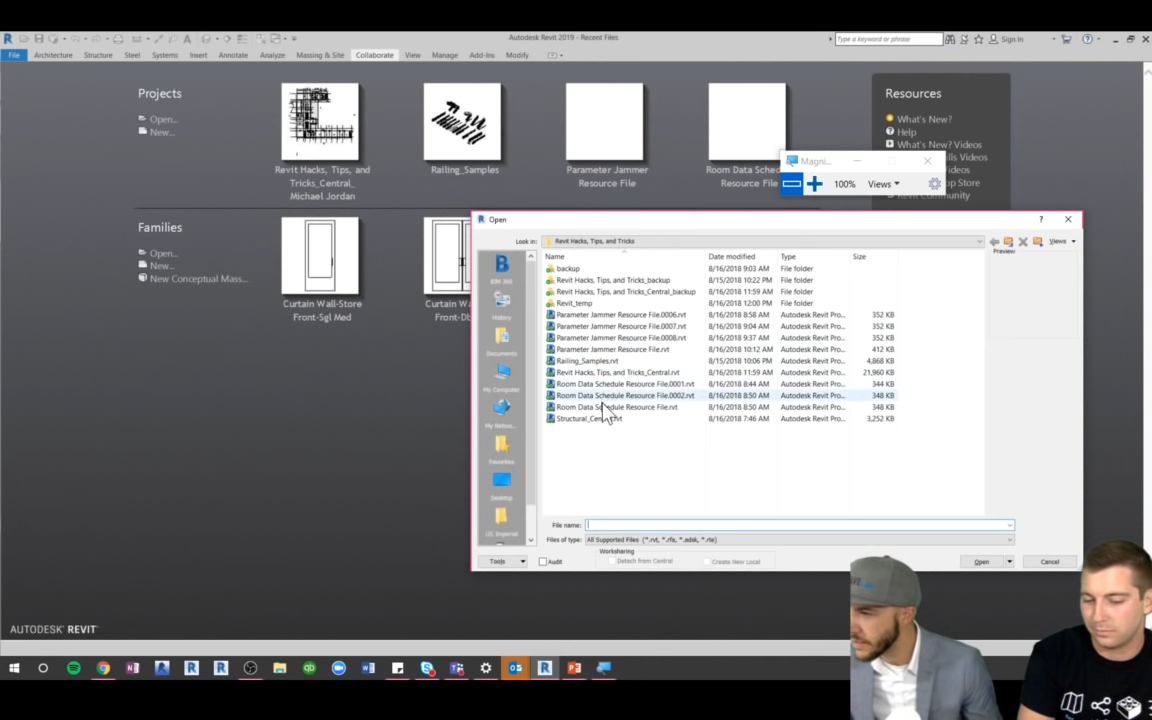 Autodesk Revit 2019 - Recent Files
Type a keyword or phrase
Sign In
File Architecture Structure Steel Systems Insert Annotate Analyze Massing & Site Collaborate View Manage Add-Ins Modify
Projects
Open...
New...
Revit Hacks, Tips, and
Tricks_Central_
Michael Jordan
Railing_Samples
Parameter Jammer
Resource File
Room Data Sched
Resource File
Resources
What's New?
Help
What's New? Videos
Revit Community
Magni...
100% Views
Families
Open...
New...
New Conceptual Mass...
Curtain Wall-Store
Front-Sgl Med
Curtain Wa
Front-Db
Open
Look in: Revit Hacks, Tips, and Tricks
Views
Preview
Name Date modified Type Size
backup 8/16/2018 9:03 AM File folder
Revit Hacks, Tips, and Tricks_backup 8/15/2018 10:22 PM File folder
Revit Hacks, Tips, and Tricks_Central_backup 8/16/2018 11:59 AM File folder
Revit_temp 8/16/2018 12:00 PM File folder
Parameter Jammer Resource File.0006.rvt 8/16/2018 8:58 AM Autodesk Revit Pro... 352 KB
Parameter Jammer Resource File.0007.rvt 8/16/2018 9:04 AM Autodesk Revit Pro... 352 KB
Parameter Jammer Resource File.0008.rvt 8/16/2018 9:37 AM Autodesk Revit Pro... 352 KB
Parameter Jammer Resource File.rvt 8/16/2018 10:12 AM Autodesk Revit Pro... 412 KB
Railing_Samples.rvt 8/15/2018 10:06 PM Autodesk Revit Pro... 4,868 KB
Revit Hacks, Tips, and Tricks_Central.rvt 8/16/2018 11:59 AM Autodesk Revit Pro... 21,960 KB
Room Data Schedule Resource File.0001.rvt 8/16/2018 8:44 AM Autodesk Revit Pro... 344 KB
Room Data Schedule Resource File.0002.rvt 8/16/2018 8:50 AM Autodesk Revit Pro... 348 KB
Room Data Schedule Resource File.rvt 8/16/2018 8:50 AM Autodesk Revit Pro... 348 KB
Structural_Cen rvt 8/16/2018 7:46 AM Autodesk Revit Pro... 3,252 KB
BIM 360
History
Documents
My Computer
My Netwo...
Favorites
Desktop
US Imperial
File name:
Files of type: All Supported Files (*.rvt, *.rfa, *.adsk, *.rte)
Worksharing
Tools Audit Detach from Central Create New Local Open Cancel
AUTODESK REVIT